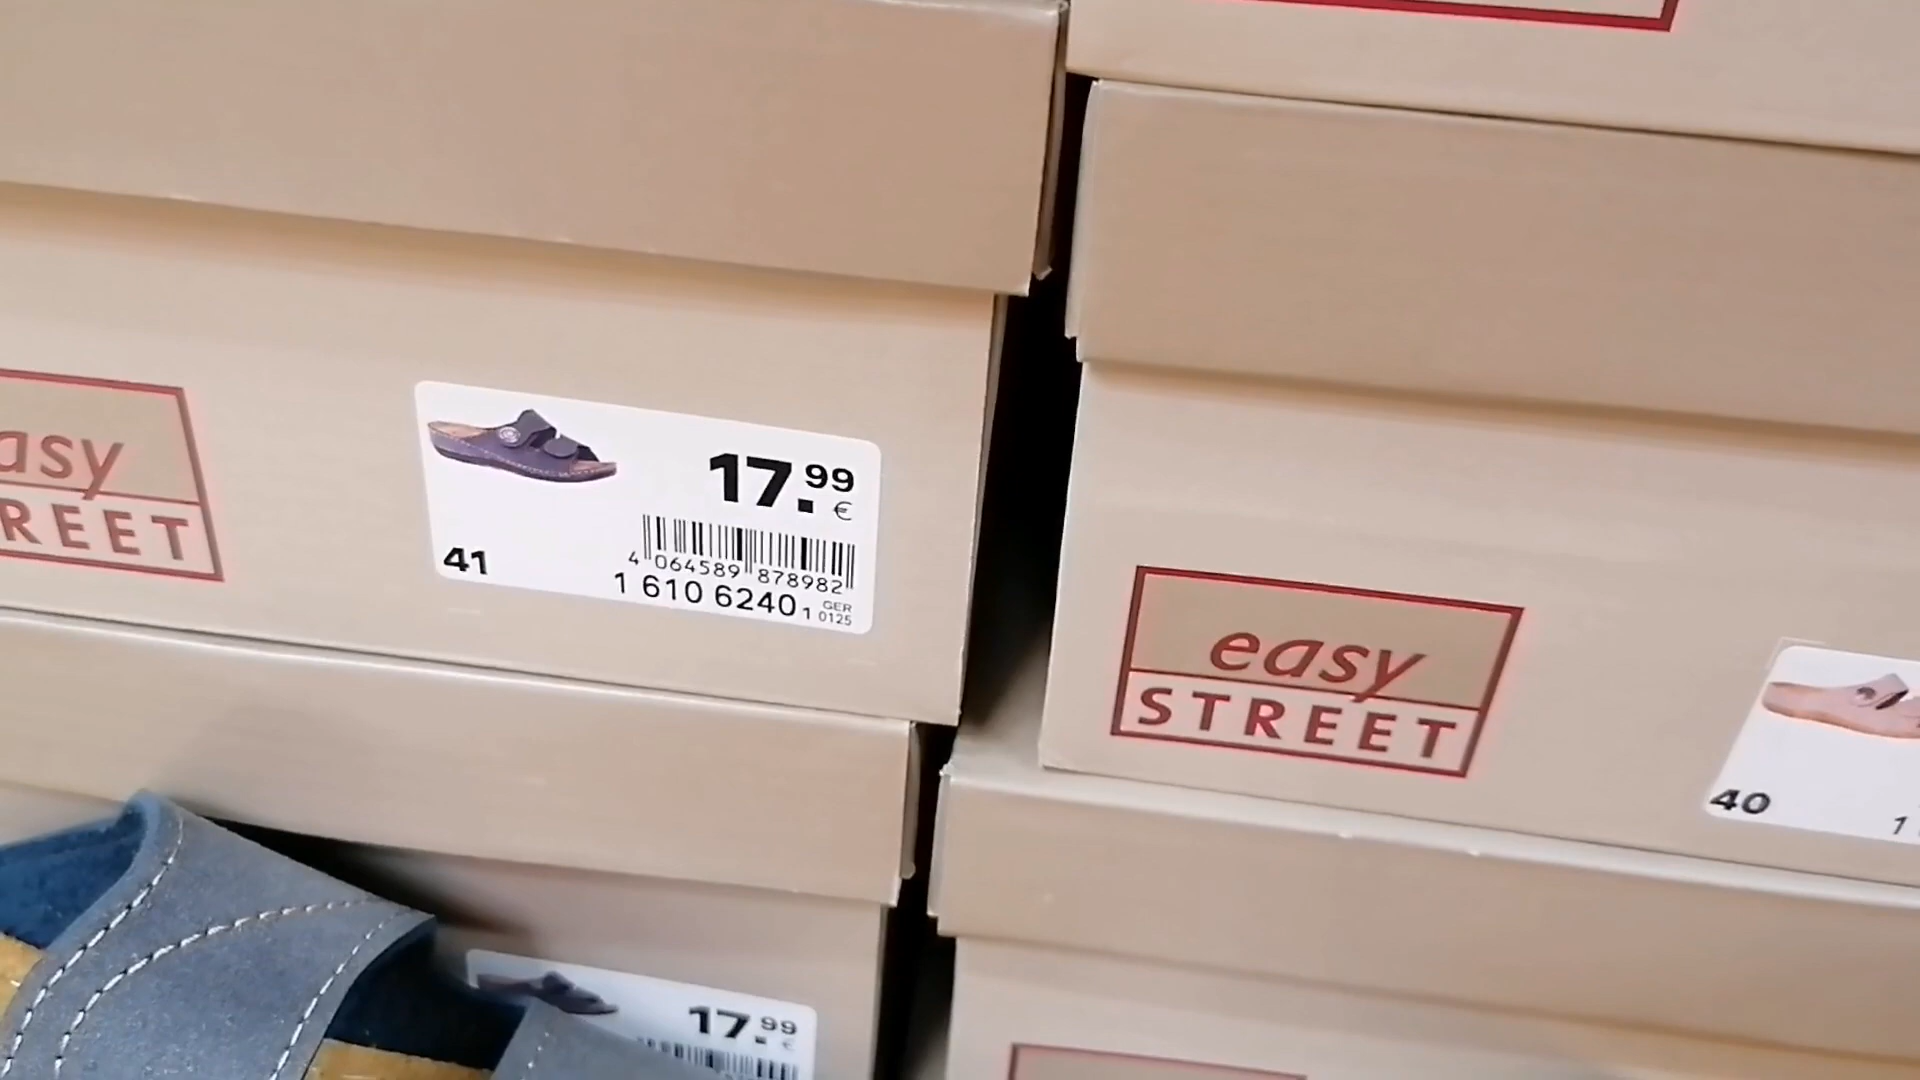 asy
REET
17.99
€
4 064589 878982
41
1 610 6240 1 GER
0125
easy
STREET
40
1
17.99
€